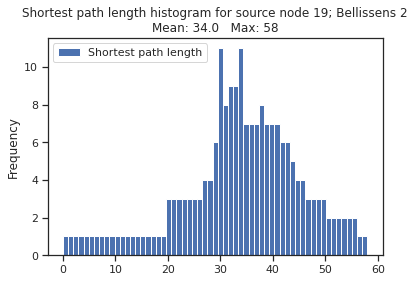 Shortest path length histogram for source node 19; Bellissens 2
Mean: 34.0   Max: 58
Shortest path length
Frequency
10
8
6
4
2
0
0 10 20 30 40 50 60